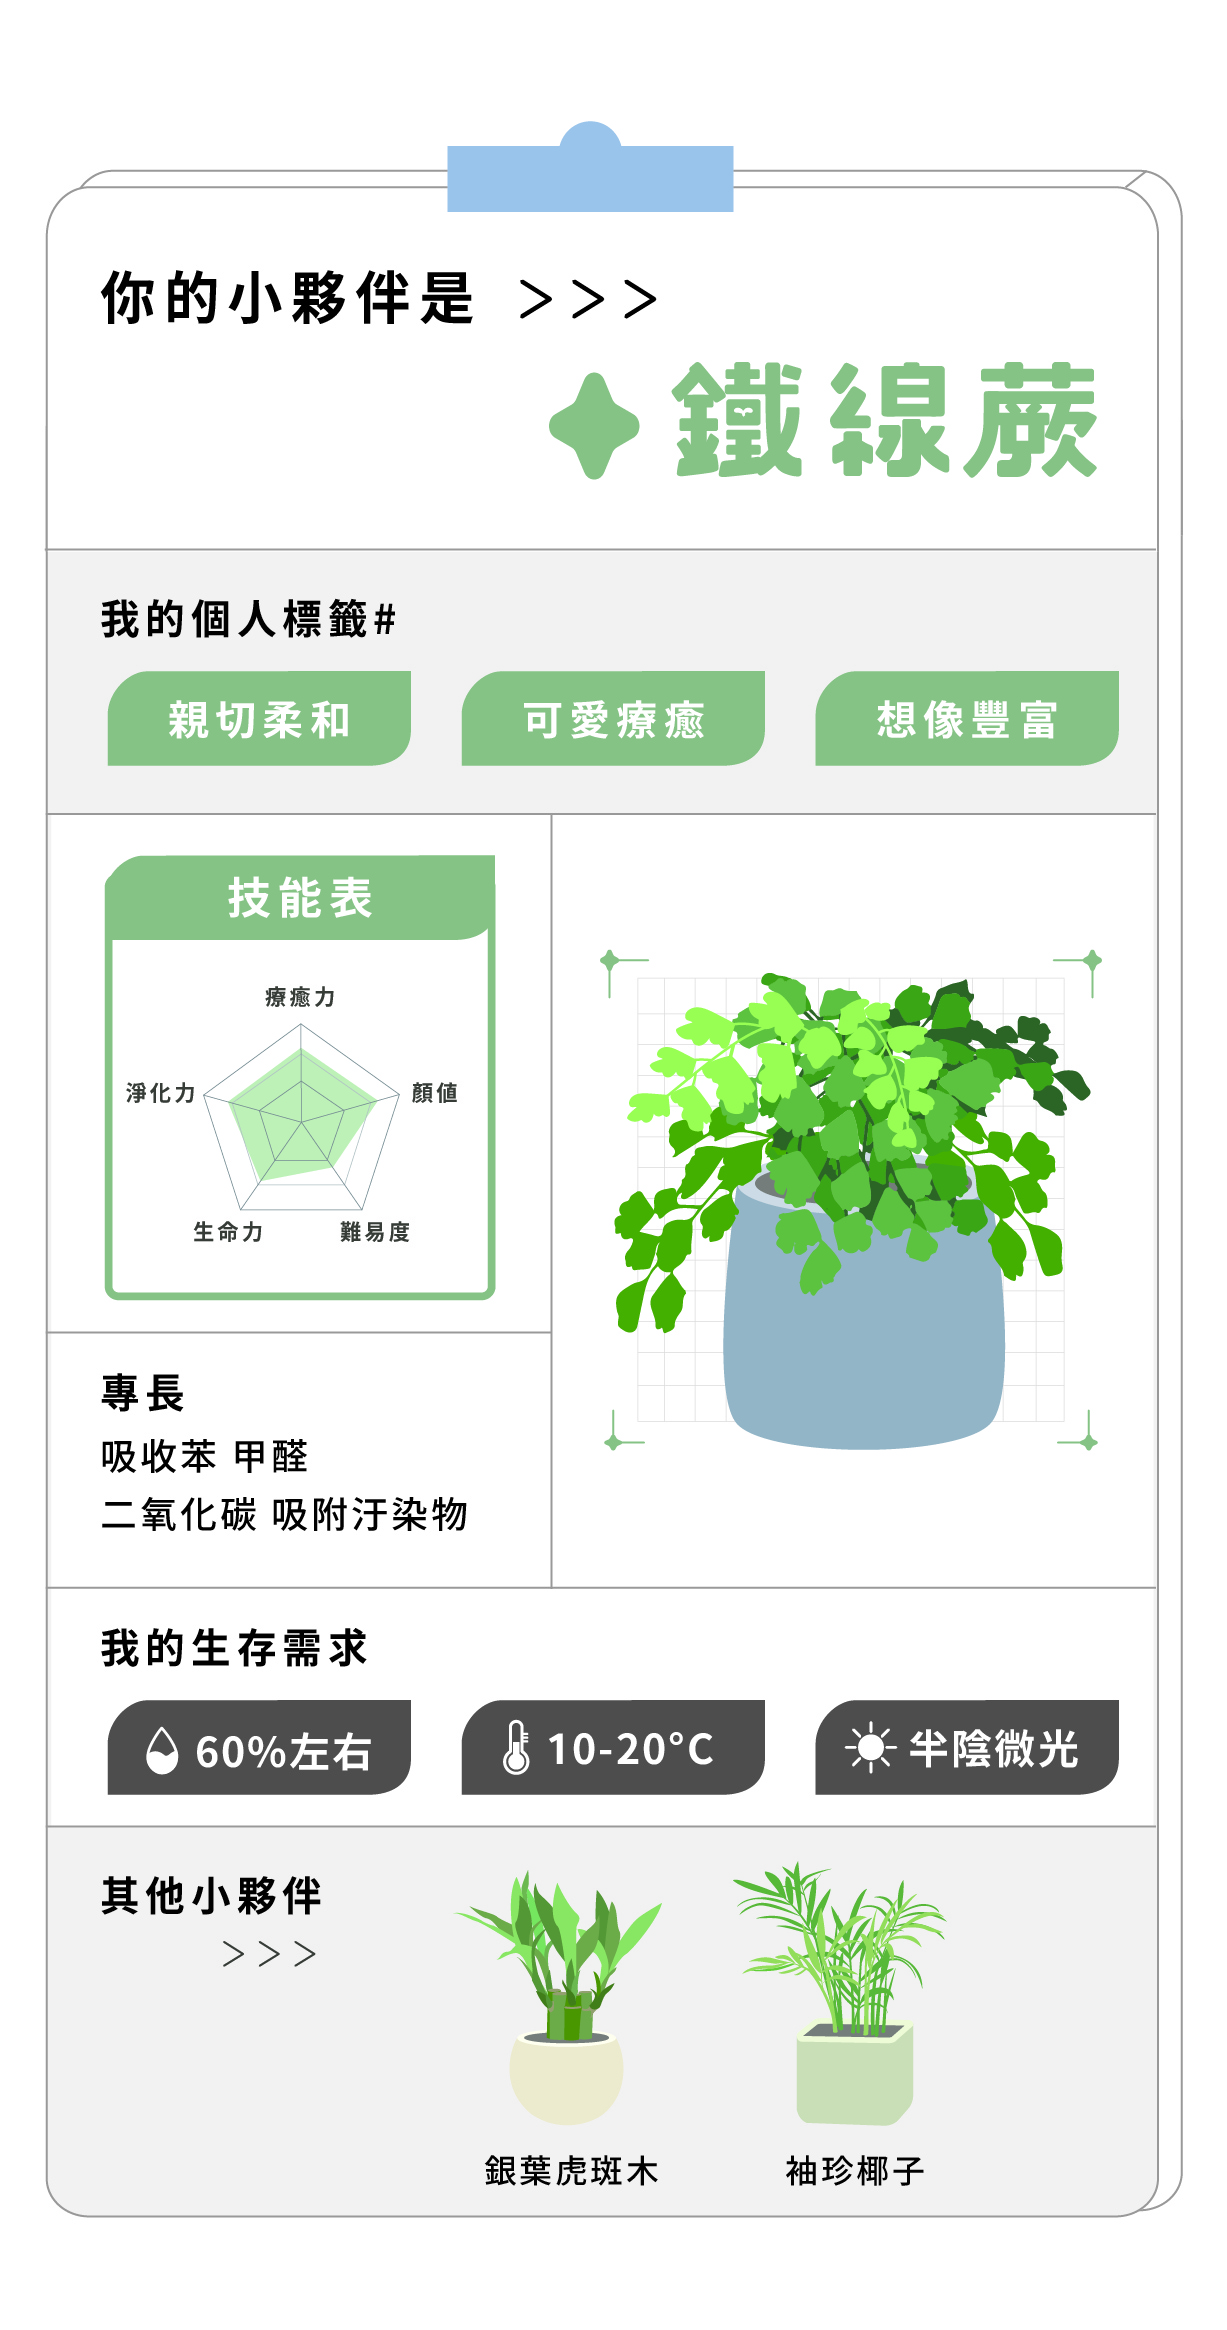 你的小夥伴是 >>>
鐵線蕨
我的個人標籤#
親切柔和 可愛療癒 想像豐富
技能表
療癒力
淨化力 顏值
生命力 難易度
專長
吸收苯 甲醛
二氧化碳 吸附汙染物
我的生存需求
60%左右 10-20°C 半陰微光
其他小夥伴
>>>
銀葉虎斑木 袖珍椰子